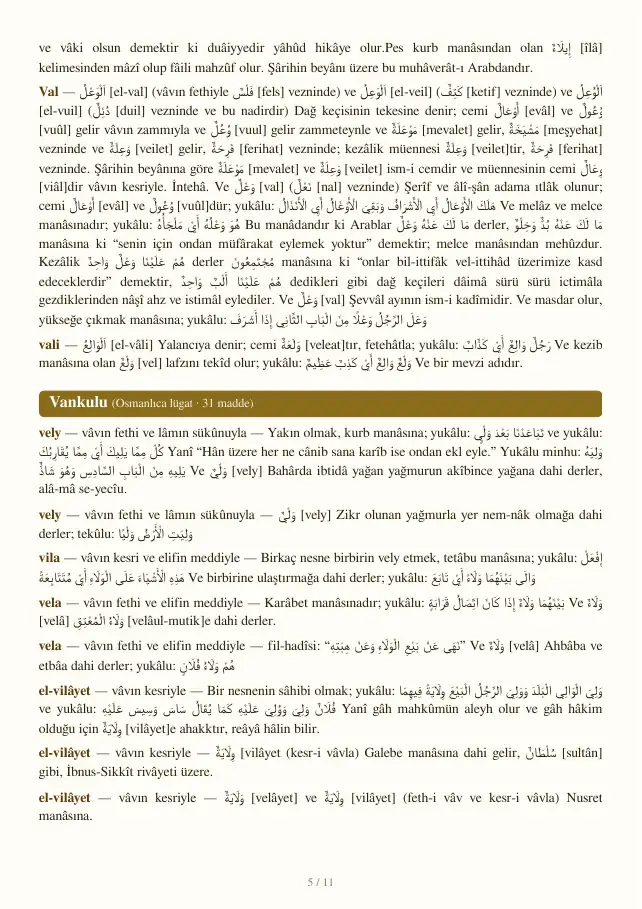 ve vâki olsun demektir ki duâiyyedir yâhûd hikâye olur.Pes kurb manâsından olan إِيلَاءٌ [îlâ]
kelimesinden mâzî olup fâili mahzûf olur. Şârihin beyânı üzere bu muhâverât-ı Arabdandır.
Val — اَلْوَعْلُ [el-val] (vâvın fethiyle فَلْسٌ [fels] vezninde) ve اَلْوَعِلُ [el-veil] (كَتِفٌ [ketif] vezninde) ve اَلْوُعِلُ
[el-vuil] (دُئِلٌ [duil] vezninde ve bu nadirdir) Dağ keçisinin tekesine denir; cemi أَوْعَالٌ [evâl] ve وُعُولٌ
[vuûl] gelir vâvın zammıyla ve وُعُلٌ [vuul] gelir zammeteynle ve مَوْعَلَةٌ [mevalet] gelir, مَشْيَخَةٌ [meşyehat]
vezninde ve وَعِلَةٌ [veilet] gelir, فَرِحَةٌ [ferihat] vezninde; kezâlik müennesi وَعِلَةٌ [veilet]tir, فَرِحَةٌ [ferihat]
vezninde. Şârihin beyânına göre مَوْعَلَةٌ [mevalet] ve وَعِلَةٌ [veilet] ism-i cemdir ve müennesinin cemi وِعَالٌ
[viâl]dir vâvın kesriyle. İntehâ. Ve وَعْلٌ [val] (نَعْلٌ [nal] vezninde) Şerîf ve âlî-şân adama ıtlâk olunur;
cemi أَوْعَالٌ [evâl] ve وُعُولٌ [vuûl]dür; yukâlu: هَلَكَ الْأَوْعَالُ أَيِ الْأَشْرَافُ وَبَقِيَ الْأَوْغَالُ أَيِ الْأَنْذَالُ Ve melâz ve melce
manâsınadır; yukâlu: هُوَ وَعْلُهُ أَيْ مَلْجَأُهُ Bu manâdandır ki Arablar مَا لَكَ عَنْهُ وَعْلٌ derler, مَا لَكَ عَنْهُ بُدٌّ وَحِلٌوٌ
manâsına ki “senin için ondan müfârakat eylemek yoktur” demektir; melce manâsından mehûzdur.
Kezâlik هُمْ عَلَيْنَا وَعْلٌ وَاحِدٌ derler مُجْتَمِعُونَ manâsına ki “onlar bil-ittifâk vel-ittihâd üzerimize kasd
edeceklerdir” demektir, هُمْ عَلَيْنَا أَلْبٌ وَاحِدٌ dedikleri gibi dağ keçileri dâimâ sürü sürü ictimâla
gezdiklerinden nâşî ahz ve istimâl eylediler. Ve وَعْلٌ [val] Şevvâl ayının ism-i kadîmidir. Ve masdar olur,
yükseğe çıkmak manâsına; yukâlu: وَعَلَ الرَّجُلُ وَعْلًا مِنَ الْبَابِ الثَّانِي إِذَا أَشْرَفَ
vali — اَلْوَالِعُ [el-vâli] Yalancıya denir; cemi وَلَعَةٌ [veleat]tır, fetehâtla; yukâlu: رَجُلٌ وَالِعٌ أَيْ كَذَّابٌ Ve kezib
manâsına olan وَلْعٌ [vel] lafzını tekîd olur; yukâlu: وَلْعٌ وَالِعٌ أَيْ كَذِبٌ عَظِيمٌ Ve bir mevzi adıdır.
Vankulu (Osmanlıca lügat · 31 madde)
vely — vâvın fethi ve lâmın sükûnuyla — Yakın olmak, kurb manâsına; yukâlu: تَبَاعَدْنَا بَعْدَ وَلْيٍ ve yukâlu:
كُلْ مِمَّا يَلِيكَ أَيْ مِمَّا يُقَارِبُكَ Yanî “Hân üzere her ne cânib sana karîb ise ondan ekl eyle.” Yukâlu minhu: وَلِيَهُ
يَلِيهِ مِنَ الْبَابِ السَّادِسِ وَهُوَ شَاذٌّ Ve وَلْيٌ [vely] Bahârda ibtidâ yağan yağmurun akîbince yağana dahi derler,
alâ-mâ se-yecîu.
vely — vâvın fethi ve lâmın sükûnuyla — وَلْيٌ [vely] Zikr olunan yağmurla yer nem-nâk olmağa dahi
derler; tekûlu: وَلِيَتِ الْأَرْضُ وَلْيًا
vila — vâvın kesri ve elifin meddiyle — Birkaç nesne birbirin vely etmek, tetâbu manâsına; yukâlu: إِفْعَلْ
هَذِهِ الْأَشْيَاءَ عَلَى الْوِلَاءِ أَيْ مُتَتَابِعَةً Ve birbirine ulaştırmağa dahi derler; yukâlu: وَالَى بَيْنَهُمَا وِلَاءً أَيْ تَابَعَ
vela — vâvın fethi ve elifin meddiyle — Karâbet manâsınadır; yukâlu: بَيْنَهُمَا وَلَاءٌ إِذَا كَانَ اتِّصَالُ قَرَابَةٍ Ve وَلَاءٌ
[velâ] وَلَاءُ الْمُعْتِقِ [velâul-mutik]e dahi derler.
vela — vâvın fethi ve elifin meddiyle — fil-hadîsi: “نَهَى عَنْ بَيْعِ الْوَلَاءِ وَعَنْ هِبَتِهِ” Ve وَلَاءٌ [velâ] Ahbâba ve
etbâa dahi derler; yukâlu: هُمْ وَلَاءُ فُلَانٍ
el-vilâyet — vâvın kesriyle — Bir nesnenin sâhibi olmak; yukâlu: وَلِيَ الْوَالِي الْبَلَدَ وَوَلِيَ الرَّجُلُ الْبَيْعَ وِلَايَةً فِيهِمَا
ve yukâlu: فُلَانٌ وَلِيَ وَوُلِيَ عَلَيْهِ كَمَا يُقَالُ سَاسَ وَسِيسَ عَلَيْهِ Yanî gâh mahkûmün aleyh olur ve gâh hâkim
olduğu için وِلَايَةٌ [vilâyet]e ahakktır, reâyâ hâlin bilir.
el-vilâyet — vâvın kesriyle — وِلَايَةٌ [vilâyet (kesr-i vâvla) Galebe manâsına dahi gelir, سُلْطَانٌ [sultân]
gibi, İbnus-Sikkît rivâyeti üzere.
el-vilâyet — vâvın kesriyle — وَلَايَةٌ [velâyet] ve وِلَايَةٌ [vilâyet] (feth-i vâv ve kesr-i vâvla) Nusret
manâsına.
5 / 11